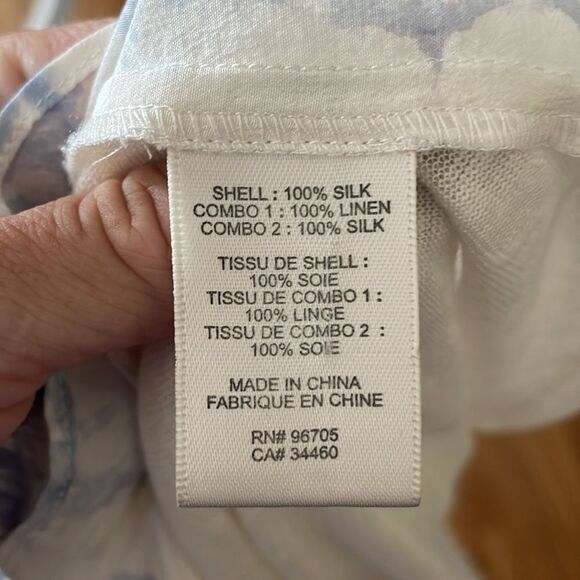 SHELL : 100% SILK
COMBO 1 : 100% LINEN
COMBO 2 : 100% SILK
TISSU DE SHELL :
100% SOIE
TISSU DE COMBO 1 :
100% LINGE
TISSU DE COMBO 2 :
100% SOIE
MADE IN CHINA
FABRIQUE EN CHINE
RN# 96705
CA# 34460